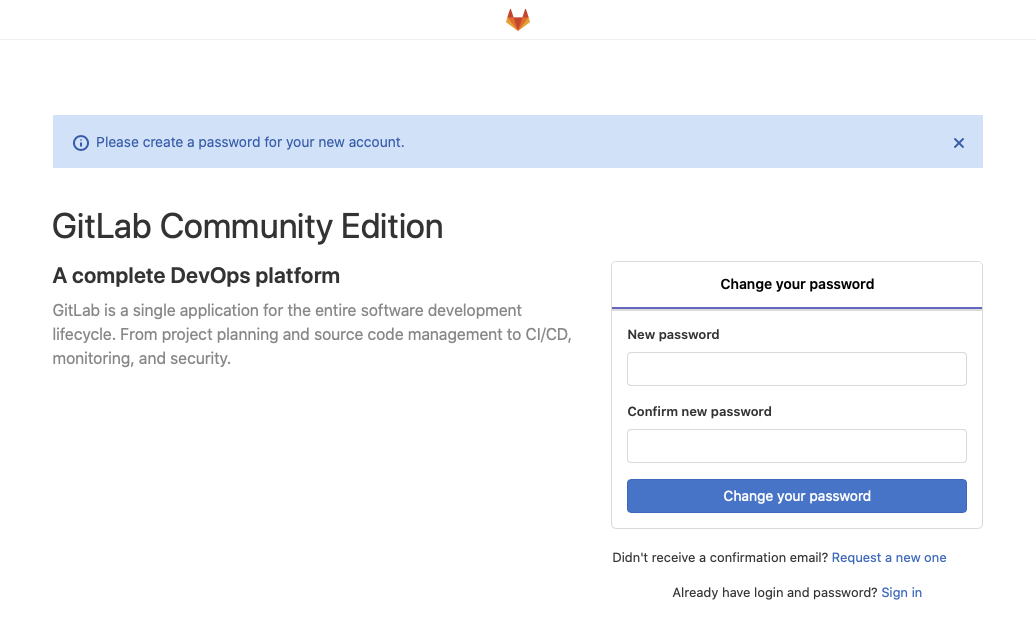 Please create a password for your new account.
GitLab Community Edition
A complete DevOps platform
GitLab is a single application for the entire software development
lifecycle. From project planning and source code management to CI/CD,
monitoring, and security.
Change your password
New password
Confirm new password
Change your password
Didn't receive a confirmation email? Request a new one
Already have login and password? Sign in